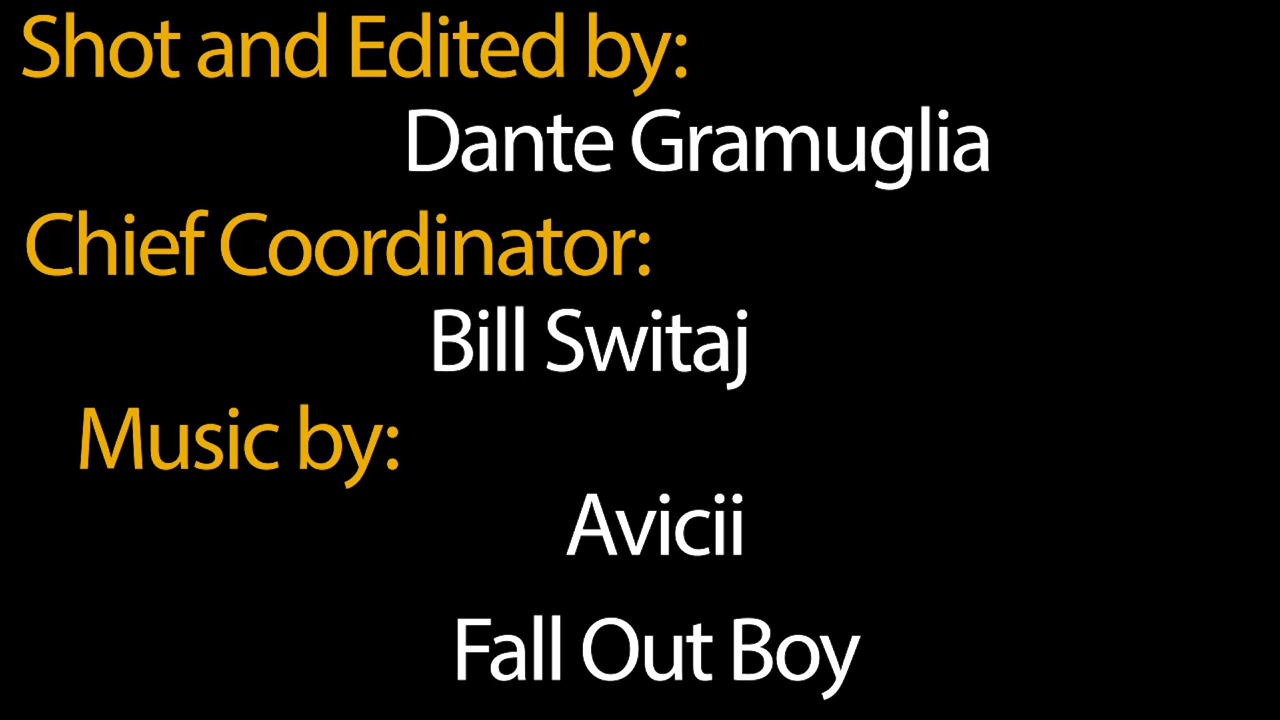 Shot and Edited by:
Dante Gramuglia
Chief Coordinator:
Bill Switaj
Music by:
Avicii
Fall Out Boy